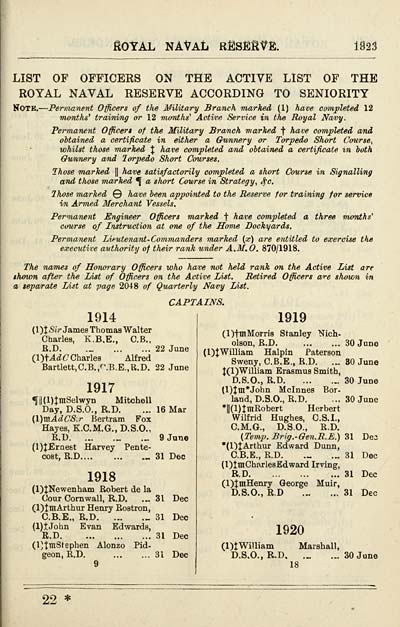 ROYAL NAVAL RESERVE. 1823
LIST OF OFFICERS ON THE ACTIVE LIST OF THE
ROYAL NAVAL RESERVE ACCORDING TO SENIORITY
NOTE.—Permanent Officers of the Military Branch marked (1) have completed 12
months' training or 12 months' Active Service in the Royal Navy.
Permanent Officers of the Military Branch marked † have completed and
obtained a certificate in either a Gunnery or Torpedo Short Course,
whilst those marked ‡ have completed and obtained a certificate in both
Gunnery and Torpedo Short Courses.
Those marked || have satisfactorily completed a short Course in Signalling
and those marked ¶ a short Course in Strategy, &c.
Those marked Θ have been appointed to the Reserve for training for service
in Armed Merchant Vessels.
Permanent Engineer Officers marked † have completed a three months'
course of Instruction at one of the Home Dockyards.
Permanent Lieutenant-Commanders marked (x) are entitled to exercise the
executive authority of their rank under A.M.O. 870/1918.
The names of Honorary Officers who have not held rank on the Active List are
shown after the List of Officers on the Active List. Retired Officers are shown in
a separate List at page 2048 of Quarterly Navy List.
CAPTAINS.
1914
(1)‡Sir James Thomas Walter
Charles, K.B.E., C.B.,
R.D. ... ... ... 22 June
(1)†AdC Charles Alfred
Bartlett, C.B., C.B.E., R.D. 22 June
1917
¶||(1)‡mSelwyn Mitchell
Day, D.S.O., R.D. ... 16 Mar
(1)mAdCS:r Bertram Fox
Hayes, K.C.M.G., D.S.O.,
R.D. ... ... ... 9 June
(1)‡Ernest Harvey Pente-
cost, R.D.... ... ... 31 Dec
1918
(1)‡Newenham Robert de la
Cour Cornwall, R.D. ... 31 Dec
(1)‡mArthur Henry Rostron,
C.B.E., R.D. ... ... 31 Dec
(1)‡John Evan Edwards,
R.D. ... ... ... 31 Dec
(1)‡mStephen Alonzo Pid-
geon, R.D. ... ... 31 Dec
9
1919
(1)†mMorris Stanley Nich-
olson, R.D. ... ... 30 June
(1)‡William Halpin Paterson
Sweny, C.B.E., R.D. ... 30 June
‡(1)William Erasmus Smith,
D.S.O., R.D. ... ... 30 June
(1)‡m*John McInnes Bor-
land, D.S.O., R.D. ... 30 June
*||(1)‡mRobert Herbert
Wilfrid Hughes, C.S.I.,
C.M.G., D.S.O., R.D.
(Temp. Brig.-Gen. R.E.) 31 Dec
*(1)‡Arthur Edward Dunn,
C.B.E., R.D. ... ... 31 Dec
(1)‡mCharles Edward Irving,
R.D. ... ... ... 31 Dec
(1)‡mHenry George Muir,
D.S.O., R.D ... ... 31 Dec
1920
(1)‡William Marshall,
D.S.O., R.D. ... ... 30 June
18
22 *